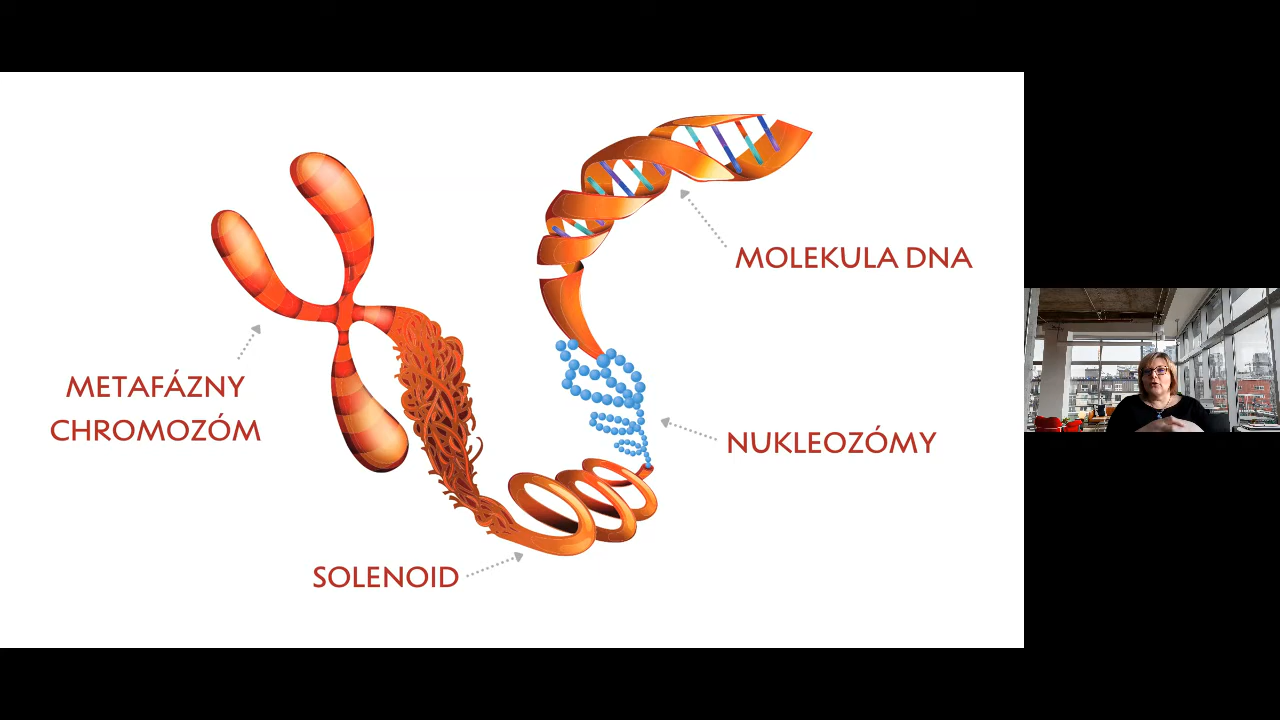 MOLEKULA DNA
METAFÁZNY
CHROMOZÓM
NUKLEOZÓMY
SOLENOID